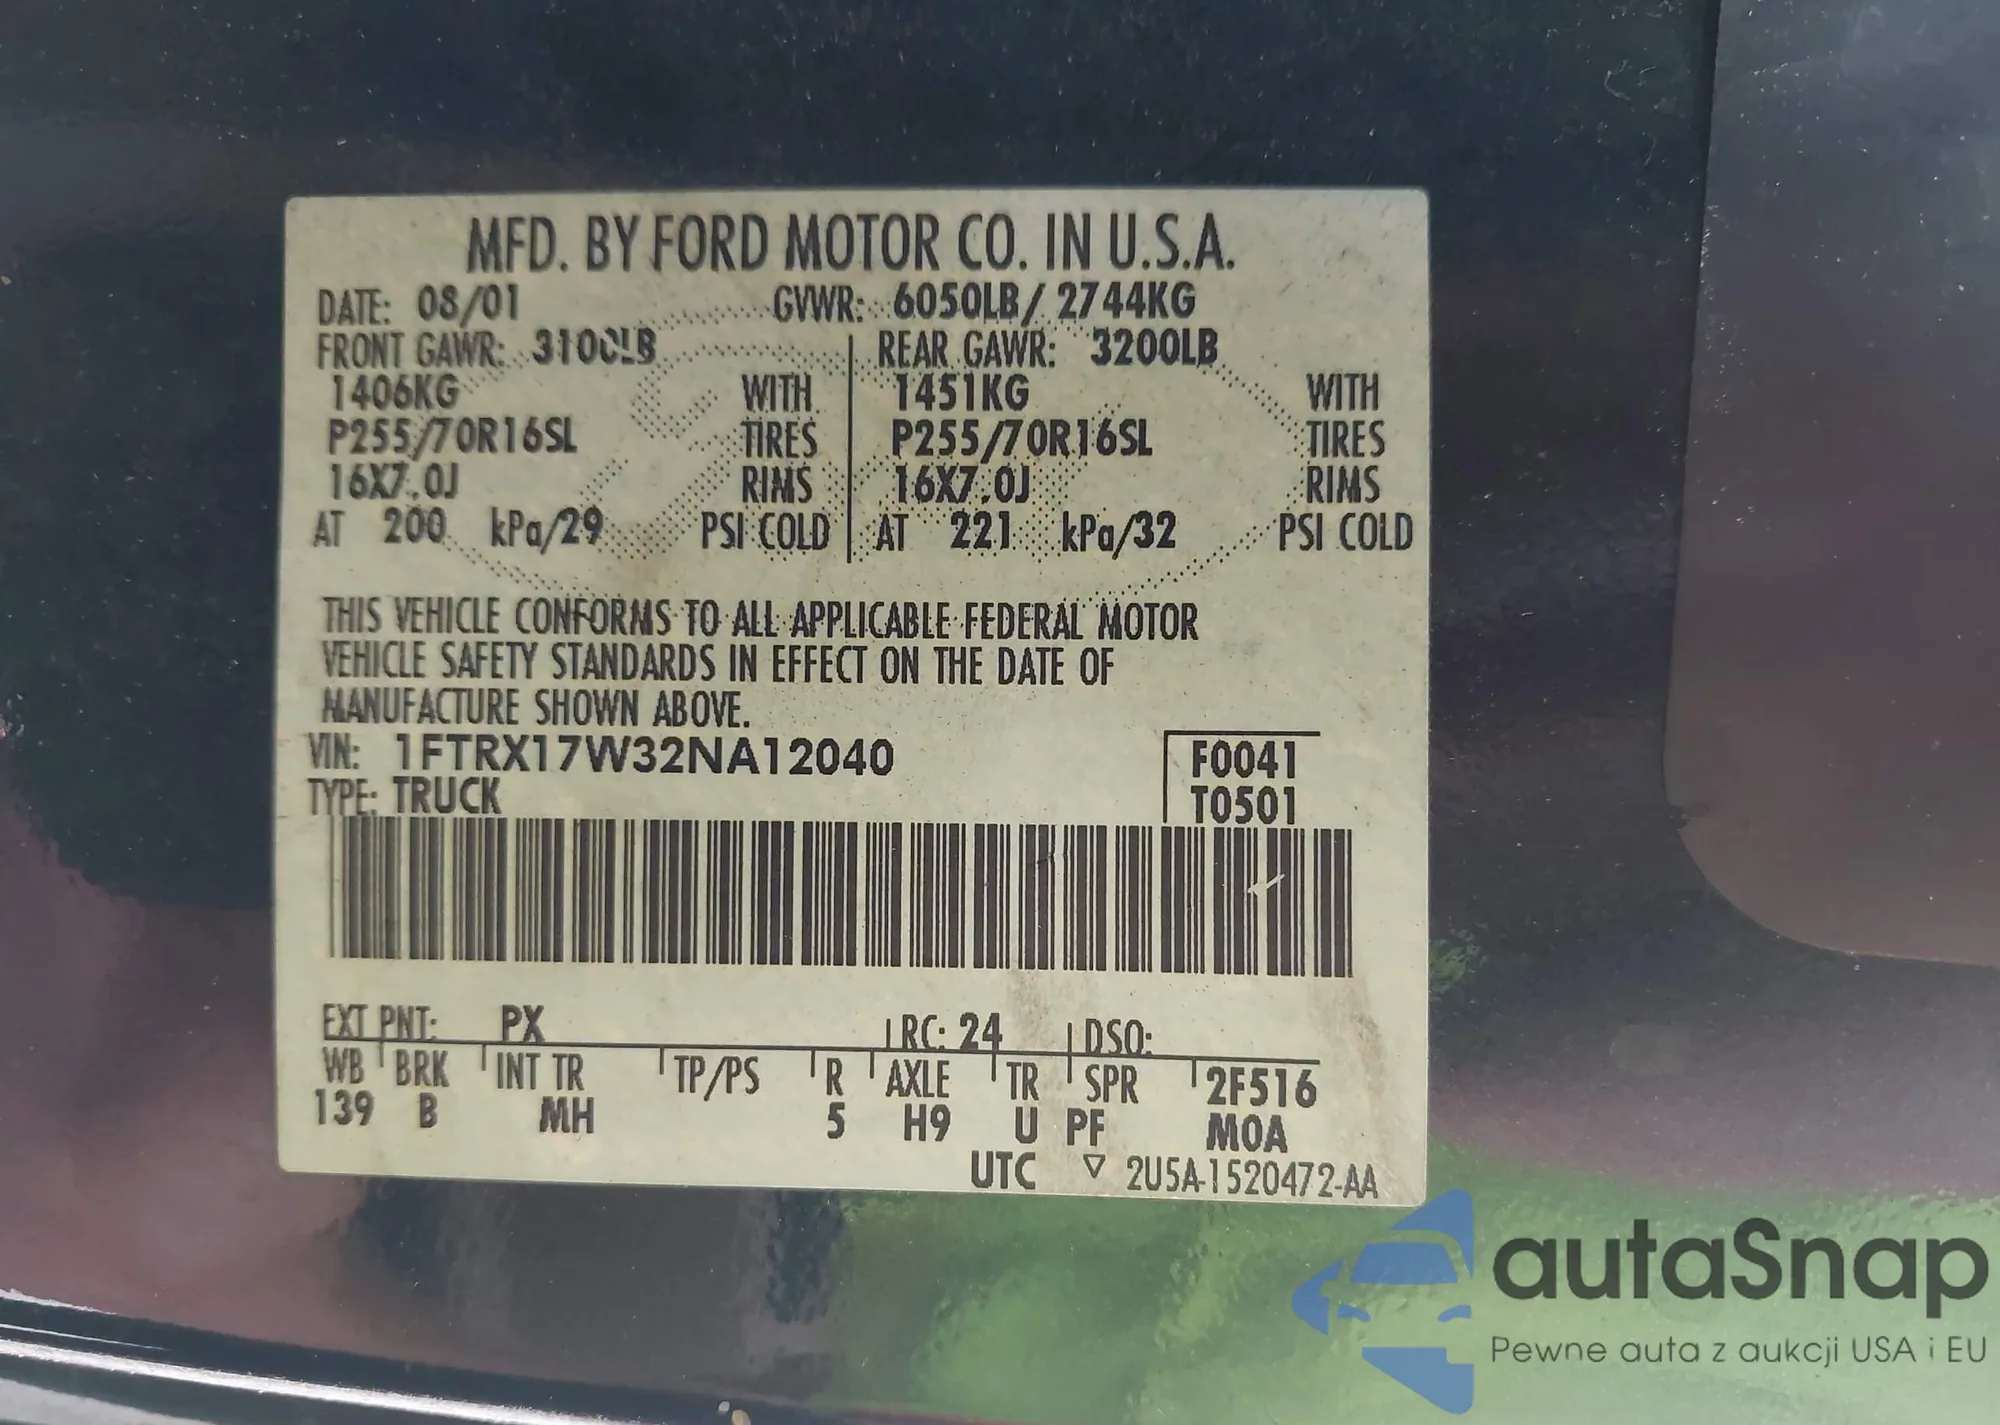 MFD. BY FORD MOTOR CO. IN U.S.A.
DATE: 08/01 GVWR: 6050LB/ 2744KG
FRONT GAWR: 3100LB REAR GAWR: 3200LB
1406KG WITH 1451KG WITH
P255/70R16SL TIRES P255/70R16SL TIRES
16X7.0J RIMS 16X7.0J RIMS
AT 200 kPa/29 PSI COLD AT 221 kPa/32 PSI COLD
THIS VEHICLE CONFORMS TO ALL APPLICABLE FEDERAL MOTOR
VEHICLE SAFETY STANDARDS IN EFFECT ON THE DATE OF
MANUFACTURE SHOWN ABOVE.
VIN: 1FTRX17W32NA12040 F0041
TYPE: TRUCK T0501
EXT PNT: PX RC: 24 DSO:
WB BRK INT TR TP/PS R AXLE TR SPR 2F516
139 B MH 5 H9 U PF M0A
UTC ▽ 2U5A-1520472-AA
autaSnap
Pewne auta z aukcji USA i EU